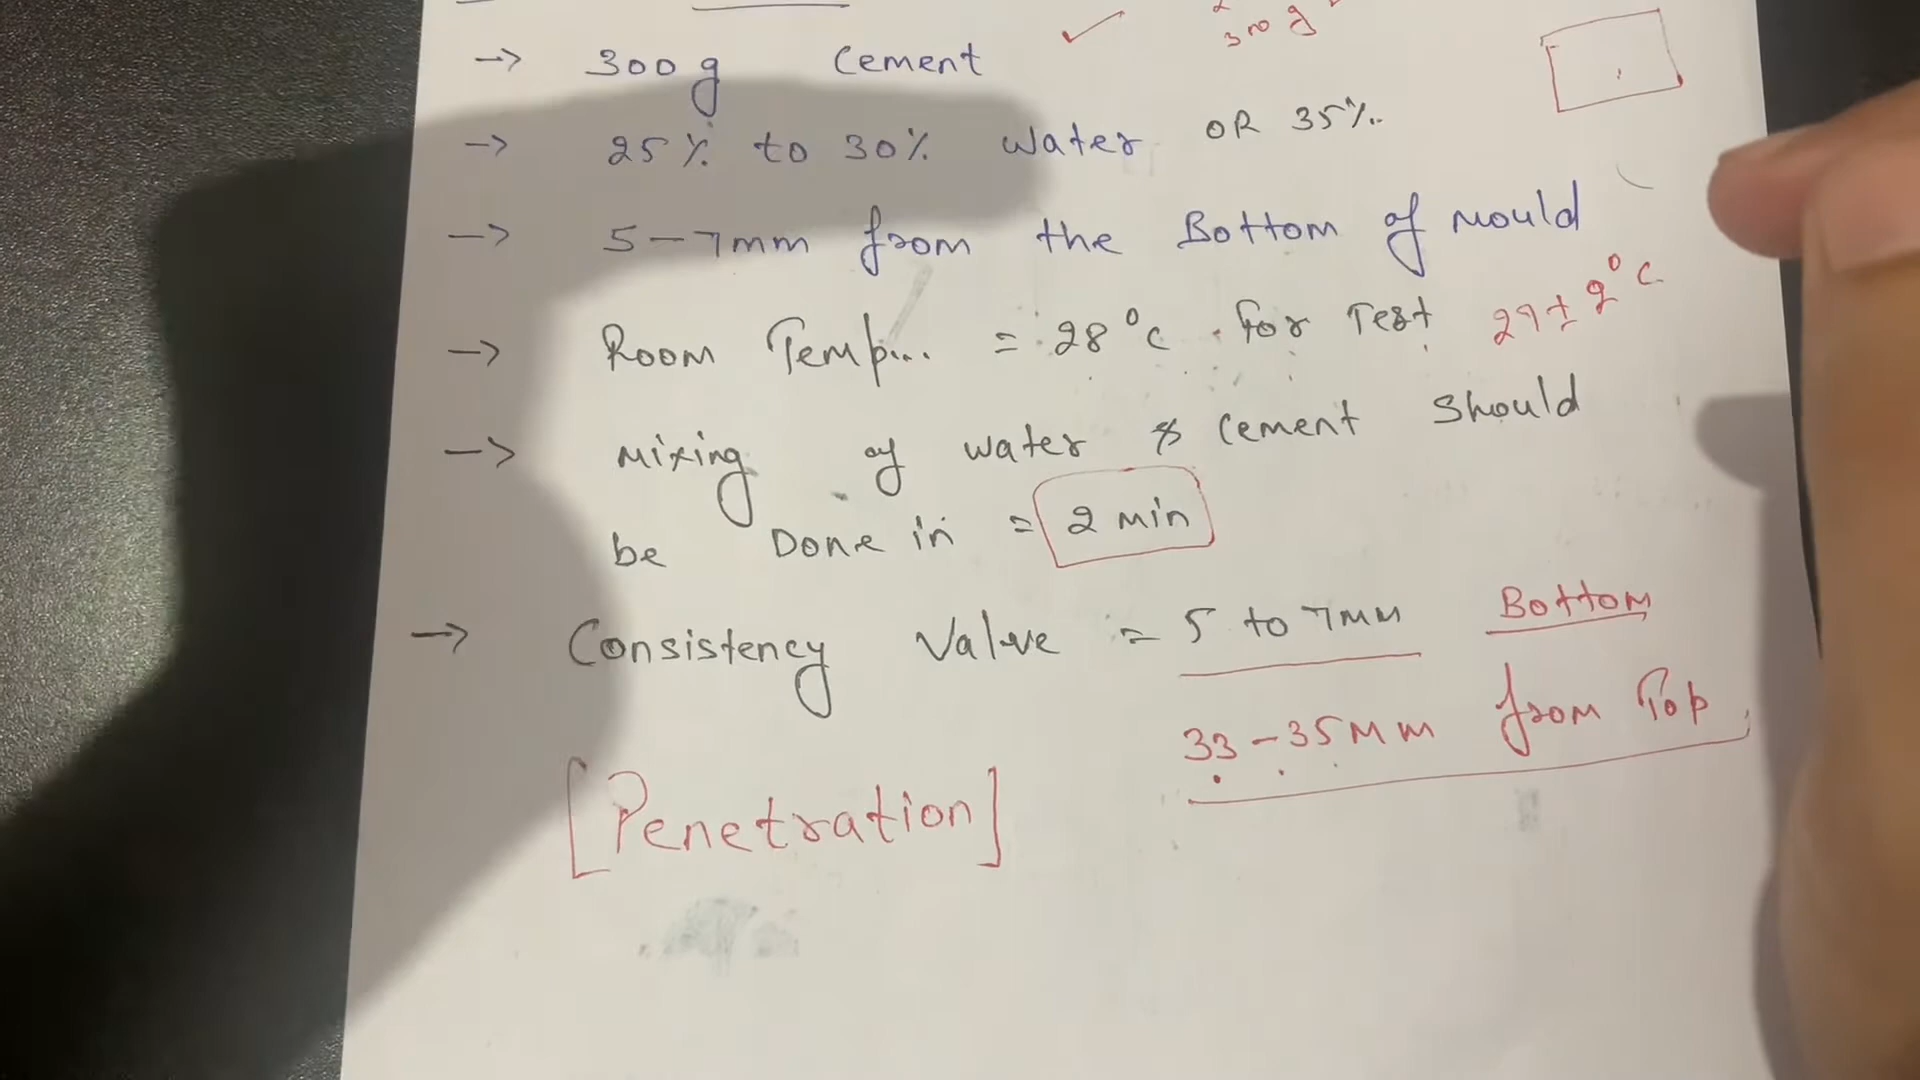 300 g
-> 300g Cement
-> 25% to 30% Water OR 35%.
-> 5-7mm from the Bottom of mould
-> Room Temp... = 28°c for Test 27±2°c
-> Mixing of water & Cement Should
be Done in = 2 min
-> Consistency Value = 5 to 7mm Bottom
33-35mm from Top
[Penetration]